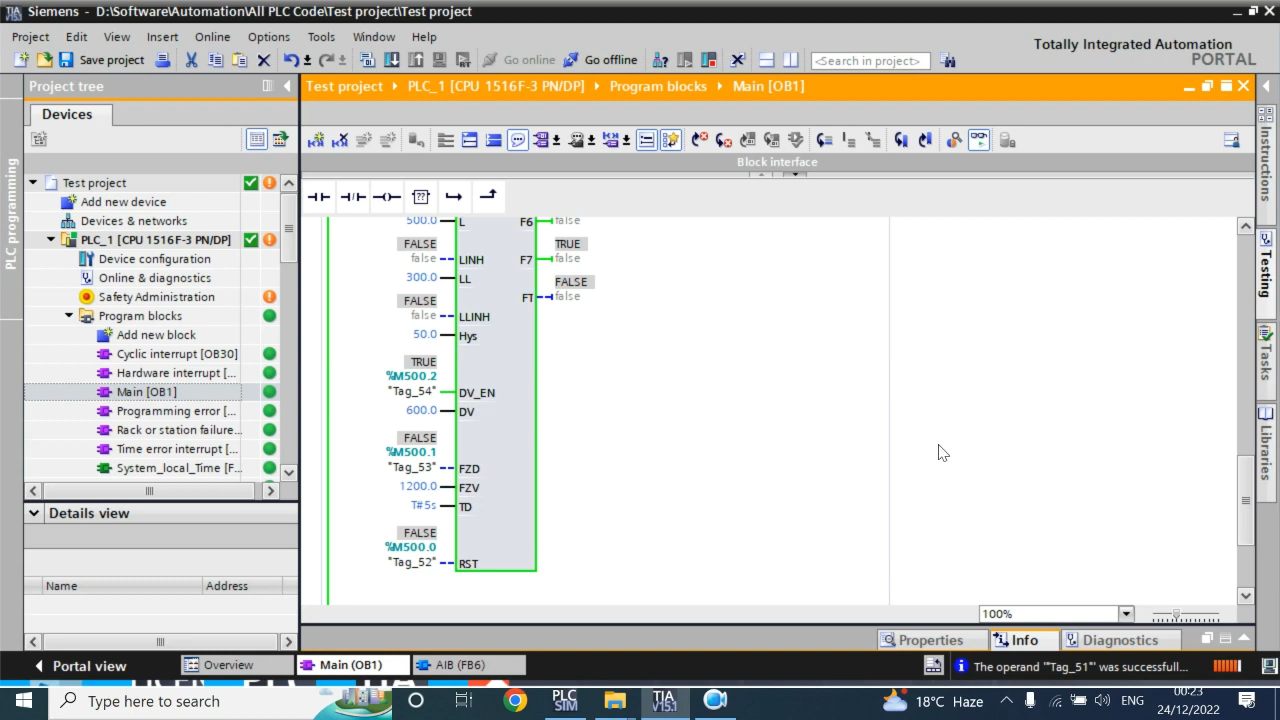 Siemens - D:\Software\Automation\All PLC Code\Test project\Test project
Project Edit View Insert Online Options Tools Window Help
Totally Integrated Automation
PORTAL
Save project
Go online
Go offline
<Search in project>
Project tree
Test project PLC_1 [CPU 1516F-3 PN/DP] Program blocks Main [OB1]
Devices
PLC programming
Block interface
Test project
Add new device
Devices & networks
PLC_1 [CPU 1516F-3 PN/DP]
Device configuration
Online & diagnostics
Safety Administration
Program blocks
Add new block
Cyclic interrupt [OB30]
Hardware interrupt [...
Main [OB1]
Programming error [...
Rack or station failure...
Time error interrupt [...
System_local_Time [F...
Details view
Name Address
500.0 L F6 false
FALSE TRUE
false LINH F7 false
300.0 LL FALSE
FALSE FT false
false LLINH
50.0 Hys
TRUE
%M500.2
"Tag_54" DV_EN
600.0 DV
FALSE
%M500.1
"Tag_53" FZD
1200.0 FZV
T#5s TD
FALSE
%M500.0
"Tag_52" RST
100%
Instructions
Testing
Tasks
Libraries
Properties Info Diagnostics
Portal view Overview Main (OB1) AIB (FB6) The operand '"Tag_51"' was successfull...
Type here to search
PLC
SIM
TIA
V15.1
18°C Haze
ENG
00:23
24/12/2022